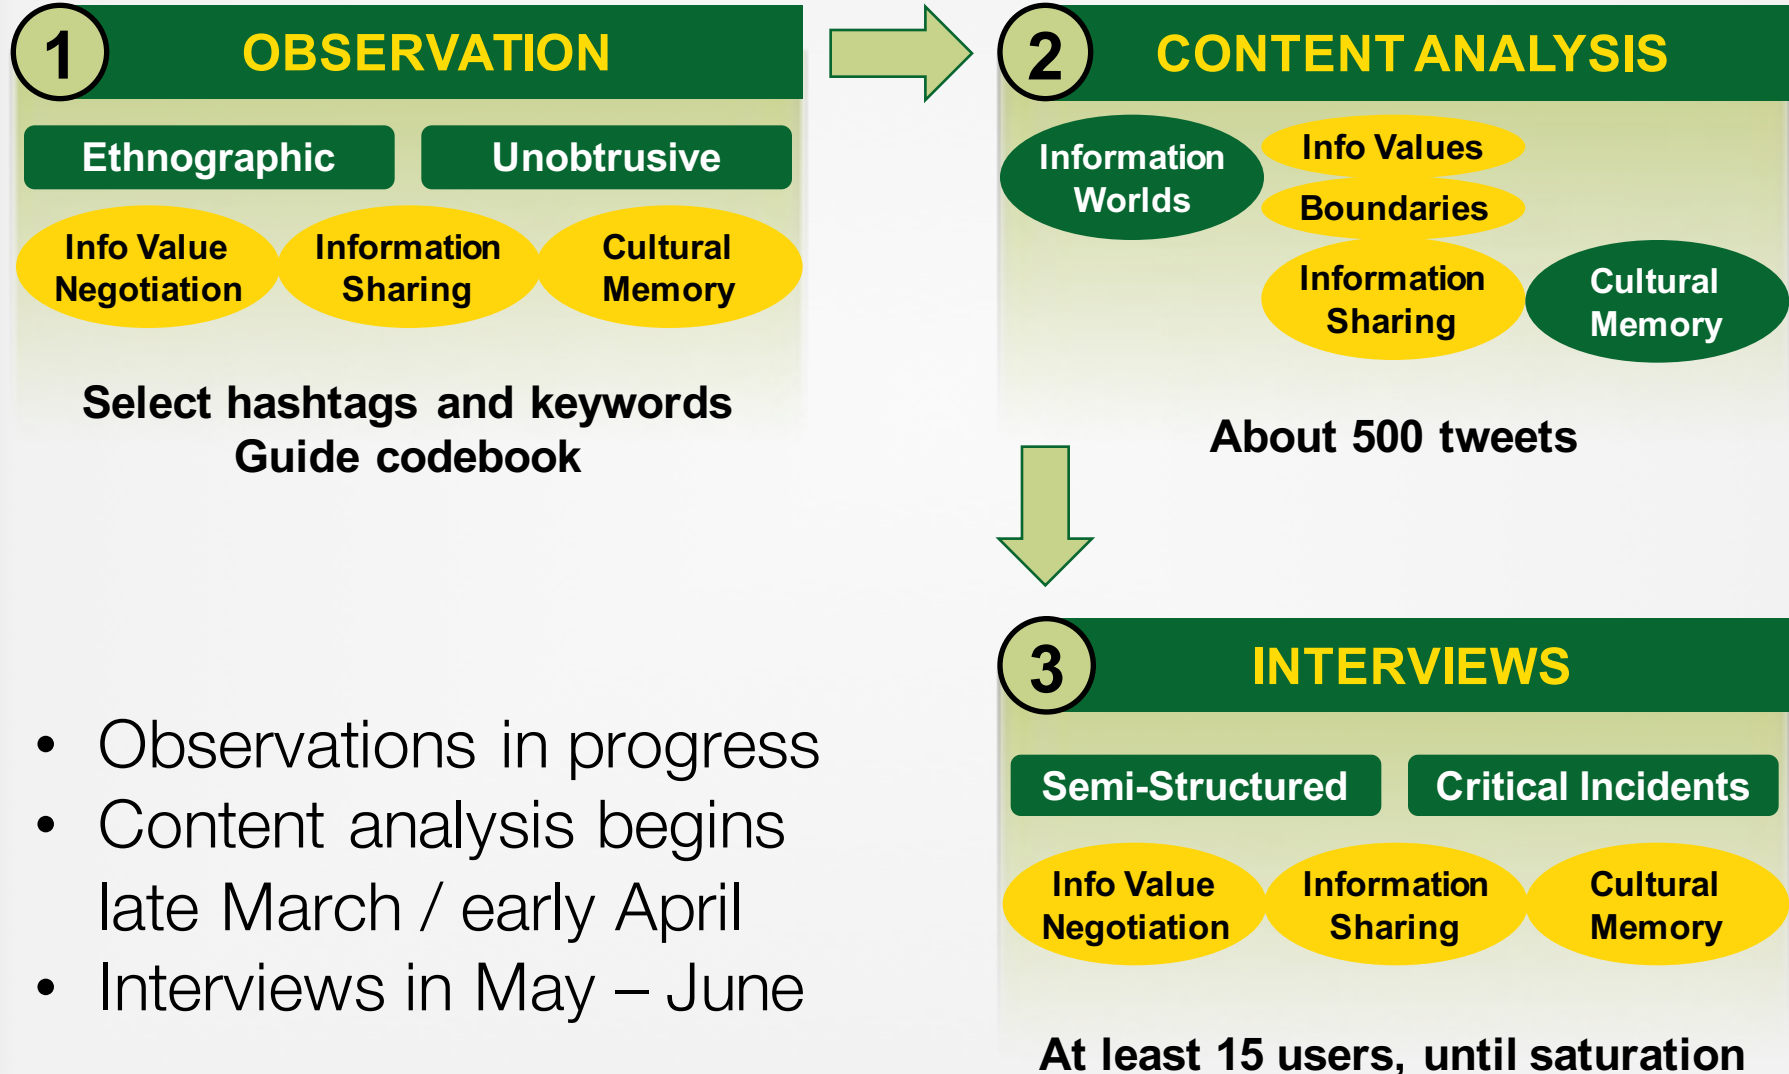 1
OBSERVATION
Ethnographic
Unobtrusive
Info Value
Negotiation
Information
Sharing
Cultural
Memory
Select hashtags and keywords
Guide codebook
2
CONTENT ANALYSIS
Information
Worlds
Info Values
Boundaries
Information
Sharing
Cultural
Memory
About 500 tweets
3
INTERVIEWS
Semi-Structured
Critical Incidents
Info Value
Negotiation
Information
Sharing
Cultural
Memory
At least 15 users, until saturation
• Observations in progress
• Content analysis begins
late March / early April
• Interviews in May – June